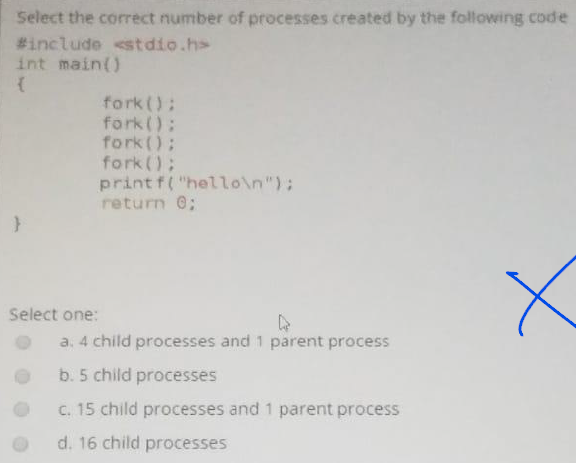 Select the correct number of processes created by the following code
#include <stdio.h>
int main()
{
fork();
fork();
fork();
fork();
printf("hello\n");
return 0;
}
Select one:
a. 4 child processes and 1 parent process
b. 5 child processes
c. 15 child processes and 1 parent process
d. 16 child processes